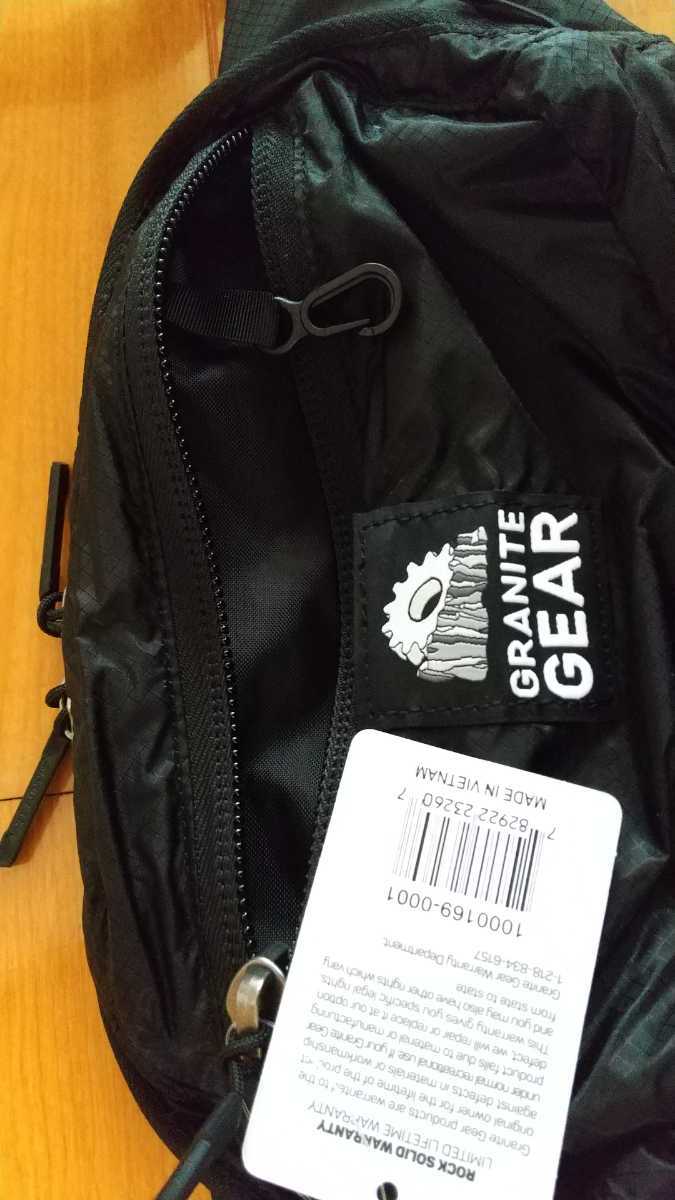 GRANITE
GEAR
ROCK SOLID WARRANTY
LIMITED LIFETIME WARRANTY
Granite Gear products are warranted to the
original owner for the lifetime of the product
against defects in materials or workmanship
under normal recreational use. If your Granite Gear
product fails due to material or manufacturing
defect, we will repair or replace it at our option.
This warranty gives you specific legal rights
and you may also have other rights which vary
from state to state.
Granite Gear Warranty Department:
1-218-834-6157
1000169-0001
7 82922 23260 7
MADE IN VIETNAM